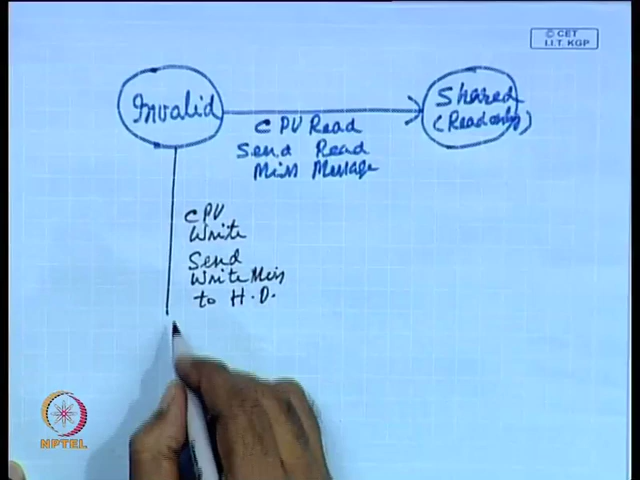 © CET
I.I.T. KGP
Invalid
Shared
(Read only)
CPU Read
Send Read
Miss Message
CPU
Write
Send
Write Miss
to H.D.
NPTEL